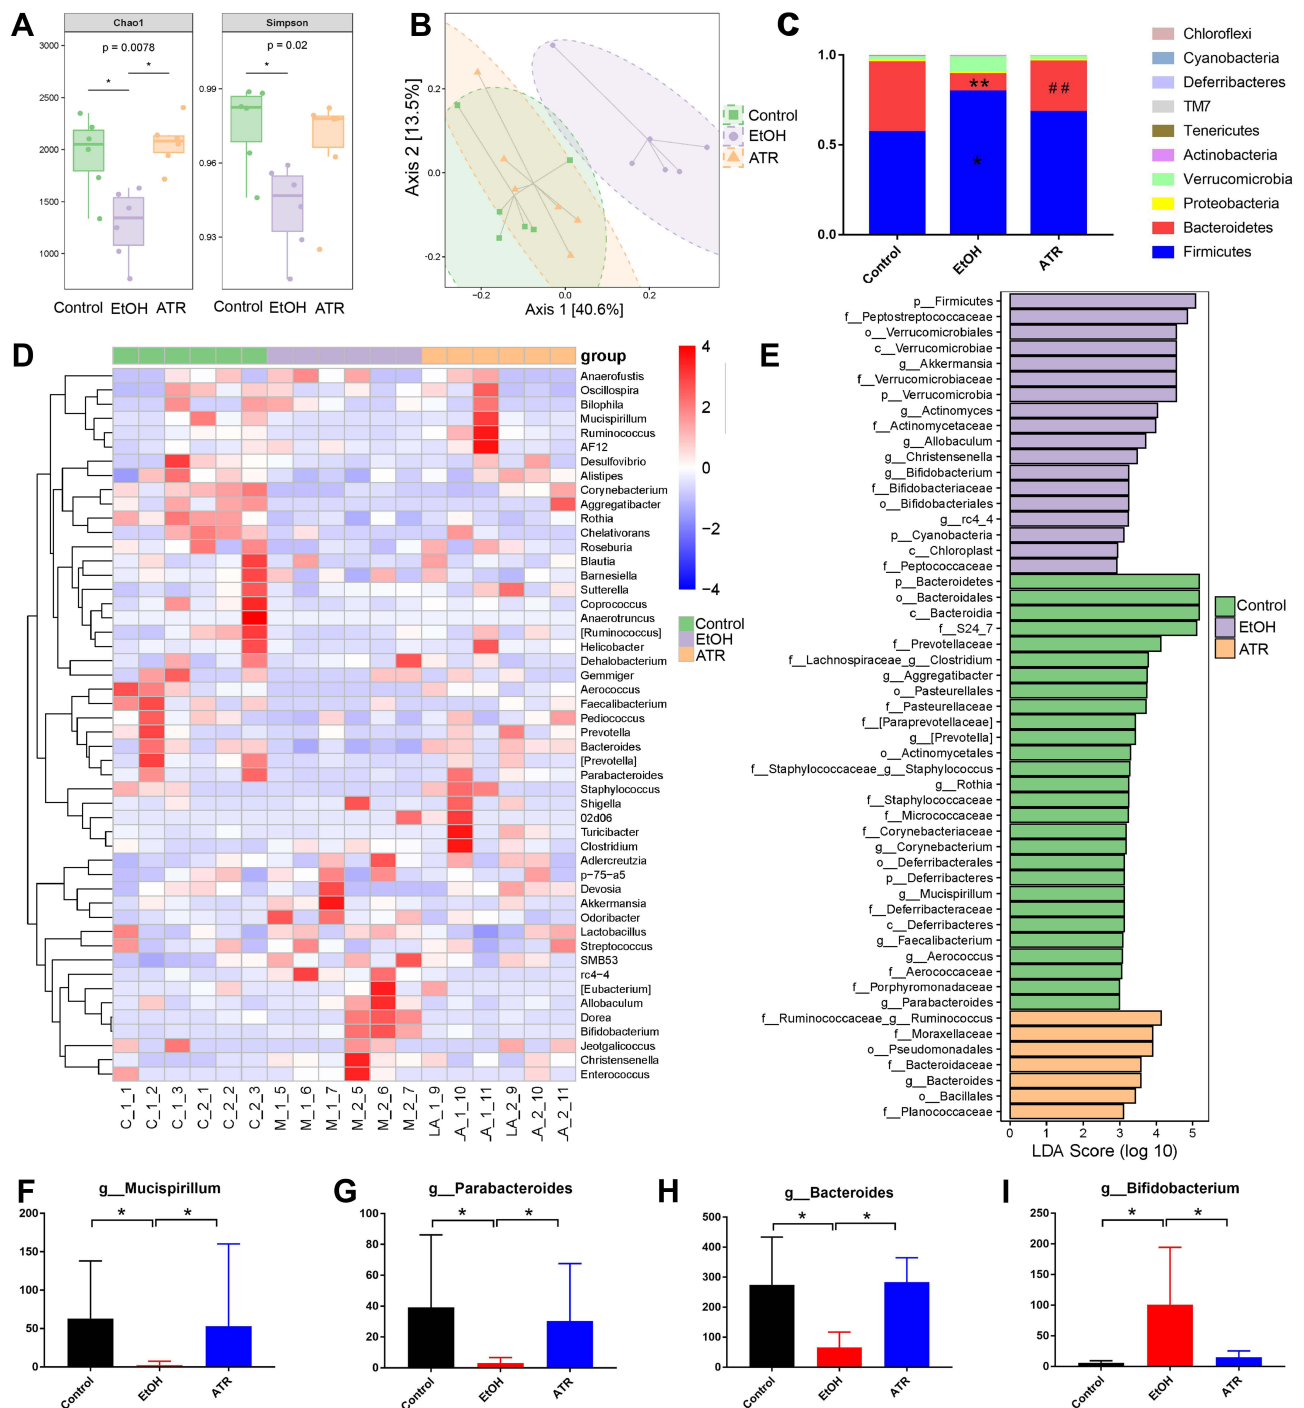 A
Chao1
Simpson
p = 0.0078
p = 0.02
*
*
*
3000
2500
2000
1500
1000
0.99
0.96
0.93
Control EtOH ATR
Control EtOH ATR
B
Axis 2 [13.5%]
0.2
0.0
-0.2
-0.2
0.0
0.2
Axis 1 [40.6%]
Control
EtOH
ATR
C
1.0
0.5
0.0
**
*
##
Control
EtOH
ATR
Chloroflexi
Cyanobacteria
Deferribacteres
TM7
Tenericutes
Actinobacteria
Verrucomicrobia
Proteobacteria
Bacteroidetes
Firmicutes
D
group
Anaerofustis
Oscillospira
Bilophila
Mucispirillum
Ruminococcus
AF12
Desulfovibrio
Alistipes
Corynebacterium
Aggregatibacter
Rothia
Chelativorans
Roseburia
Blautia
Barnesiella
Sutterella
Coprococcus
Anaerotruncus
[Ruminococcus]
Helicobacter
Dehalobacterium
Gemmiger
Aerococcus
Faecalibacterium
Pediococcus
Prevotella
Bacteroides
[Prevotella]
Parabacteroides
Staphylococcus
Shigella
02d06
Turicibacter
Clostridium
Adlercreutzia
p-75-a5
Devosia
Akkermansia
Odoribacter
Lactobacillus
Streptococcus
SMB53
rc4-4
[Eubacterium]
Allobaculum
Dorea
Bifidobacterium
Jeotgalicoccus
Christensenella
Enterococcus
4
2
0
-2
-4
Control
EtOH
ATR
C_1_1
C_1_2
C_1_3
C_2_1
C_2_2
C_2_3
M_1_5
M_1_6
M_1_7
M_2_5
M_2_6
M_2_7
LA_1_9
A_1_10
A_1_11
LA_2_9
A_2_10
A_2_11
E
p__Firmicutes
f__Peptostreptococcaceae
o__Verrucomicrobiales
c__Verrucomicrobiae
g__Akkermansia
f__Verrucomicrobiaceae
p__Verrucomicrobia
g__Actinomyces
f__Actinomycetaceae
g__Allobaculum
g__Christensenella
g__Bifidobacterium
f__Bifidobacteriaceae
o__Bifidobacteriales
g__rc4_4
p__Cyanobacteria
c__Chloroplast
f__Peptococcaceae
p__Bacteroidetes
o__Bacteroidales
c__Bacteroidia
f__S24_7
f__Prevotellaceae
f__Lachnospiraceae_g__Clostridium
g__Aggregatibacter
o__Pasteurellales
f__Pasteurellaceae
f__[Paraprevotellaceae]
g__[Prevotella]
o__Actinomycetales
f__Staphylococcaceae_g__Staphylococcus
g__Rothia
f__Staphylococcaceae
f__Micrococcaceae
f__Corynebacteriaceae
g__Corynebacterium
o__Deferribacterales
p__Deferribacteres
g__Mucispirillum
f__Deferribacteraceae
c__Deferribacteres
g__Faecalibacterium
g__Aerococcus
f__Aerococcaceae
f__Porphyromonadaceae
g__Parabacteroides
f__Ruminococcaceae_g__Ruminococcus
f__Moraxellaceae
o__Pseudomonadales
f__Bacteroidaceae
g__Bacteroides
o__Bacillales
f__Planococcaceae
0 1 2 3 4 5
LDA Score (log 10)
Control
EtOH
ATR
F
g__Mucispirillum
200
150
100
50
0
*
*
Control
EtOH
ATR
G
g__Parabacteroides
100
80
60
40
20
0
*
*
Control
EtOH
ATR
H
g__Bacteroides
500
400
300
200
100
0
*
*
Control
EtOH
ATR
I
g__Bifidobacterium
250
200
150
100
50
0
*
*
Control
EtOH
ATR